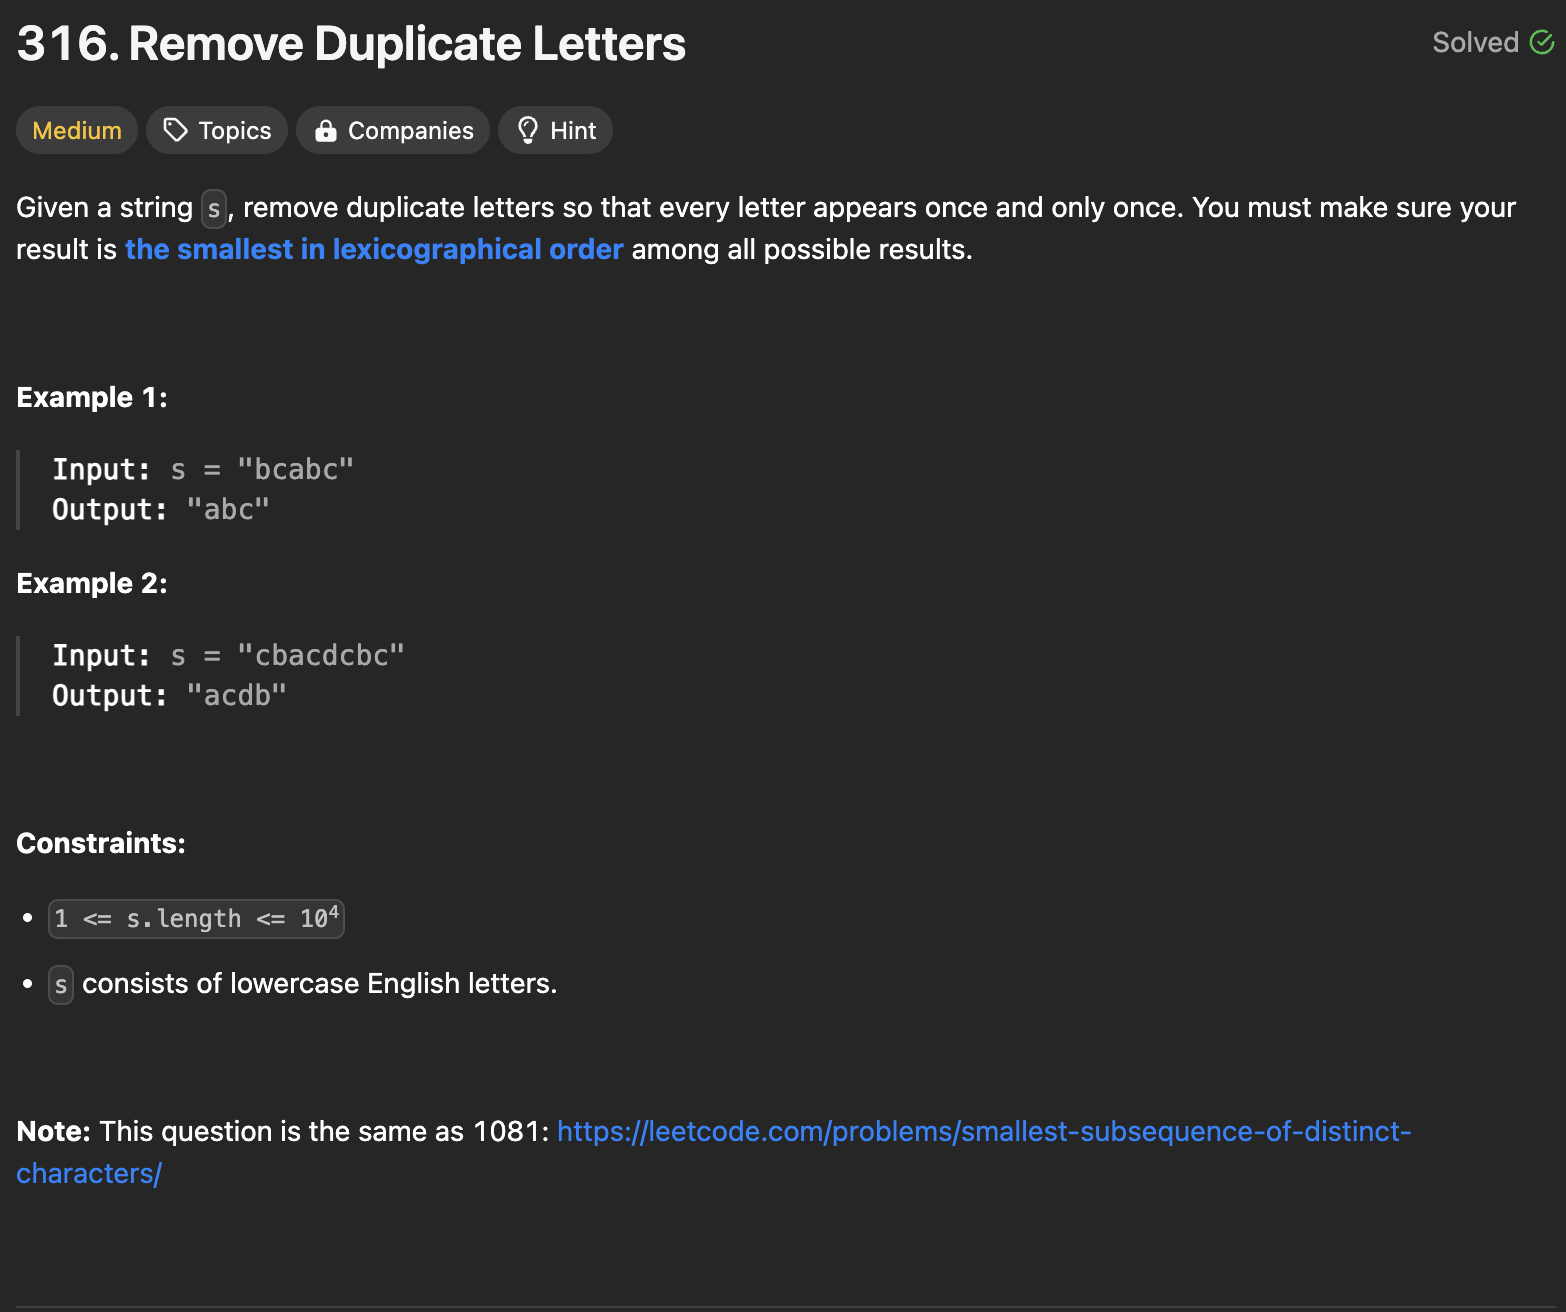 316. Remove Duplicate Letters
Solved
Medium Topics Companies Hint
Given a string s, remove duplicate letters so that every letter appears once and only once. You must make sure your
result is the smallest in lexicographical order among all possible results.
Example 1:
Input: s = "bcabc"
Output: "abc"
Example 2:
Input: s = "cbacdcbc"
Output: "acdb"
Constraints:
• 1 <= s.length <= 10⁴
• s consists of lowercase English letters.
Note: This question is the same as 1081: https://leetcode.com/problems/smallest-subsequence-of-distinct-
characters/